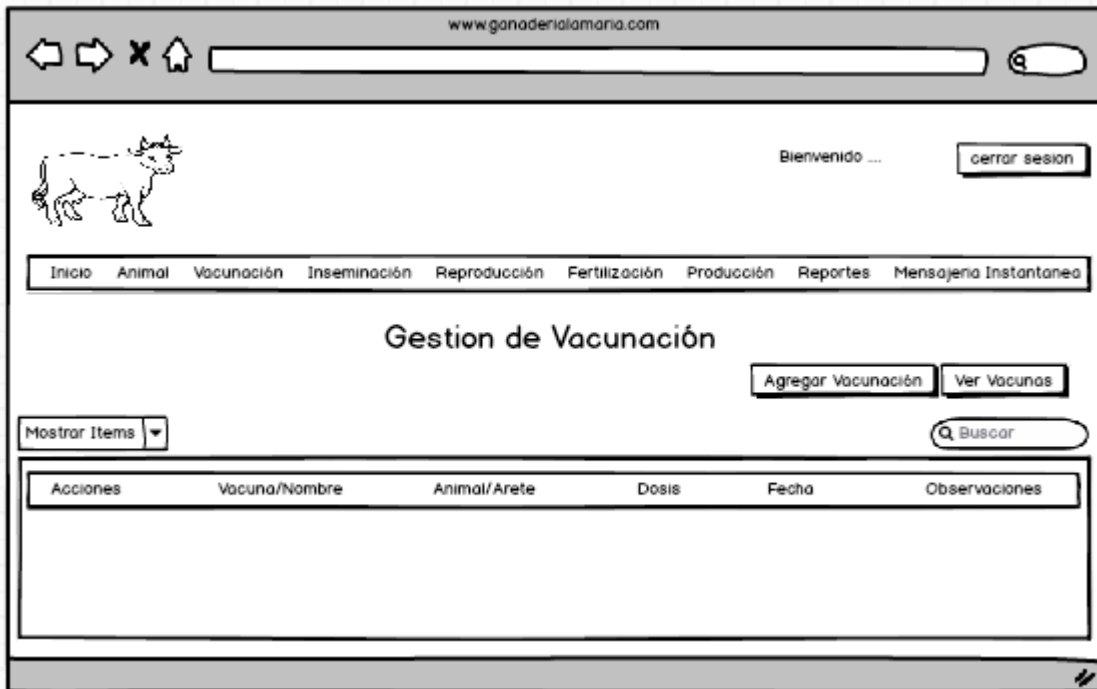 www.ganaderialamaria.com
Bienvenido ...
cerrar sesion
Inicio Animal Vacunación Inseminación Reproducción Fertilización Producción Reportes Mensajeria Instantanea
Gestion de Vacunación
Agregar Vacunación Ver Vacunas
Mostrar Items Buscar
Acciones Vacuna/Nombre Animal/Arete Dosis Fecha Observaciones